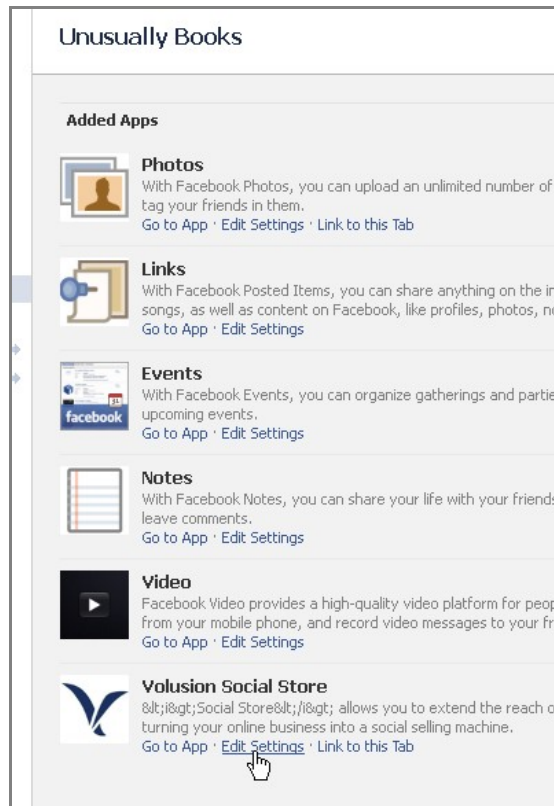 Unusually Books
Added Apps
Photos
With Facebook Photos, you can upload an unlimited number of
tag your friends in them.
Go to App · Edit Settings · Link to this Tab
Links
With Facebook Posted Items, you can share anything on the
songs, as well as content on Facebook, like profiles, photos,
Go to App · Edit Settings
Events
With Facebook Events, you can organize gatherings and
upcoming events.
facebook
31
Go to App · Edit Settings
Notes
With Facebook Notes, you can share your life with your friends
leave comments.
Go to App · Edit Settings
Video
Facebook Video provides a high-quality video platform for
from your mobile phone, and record video messages to your
Go to App · Edit Settings
Volusion Social Store
&lt;i&gt;Social Store&lt;/i&gt; allows you to extend the reach
turning your online business into a social selling machine.
Go to App · Edit Settings · Link to this Tab